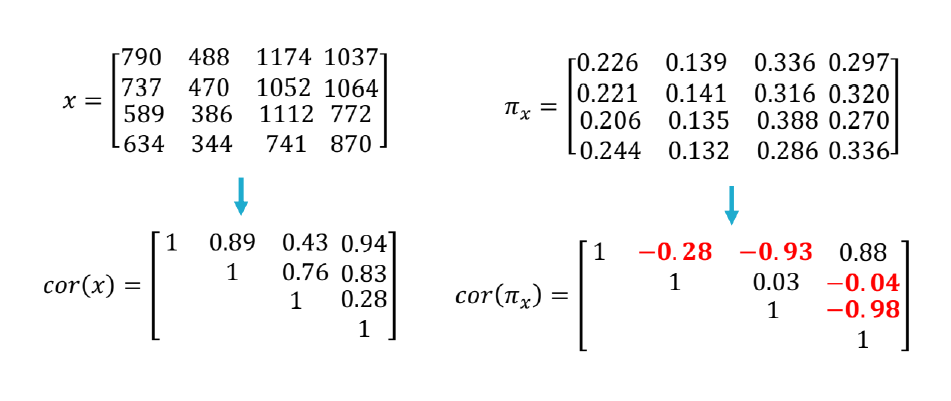 x = [790 488 1174 1037
737 470 1052 1064
589 386 1112 772
634 344 741 870]
π_x = [0.226 0.139 0.336 0.297
0.221 0.141 0.316 0.320
0.206 0.135 0.388 0.270
0.244 0.132 0.286 0.336]
cor(x) = [1 0.89 0.43 0.94
1 0.76 0.83
1 0.28
1]
cor(π_x) = [1 −0.28 −0.93 0.88
1 0.03 −0.04
1 −0.98
1]